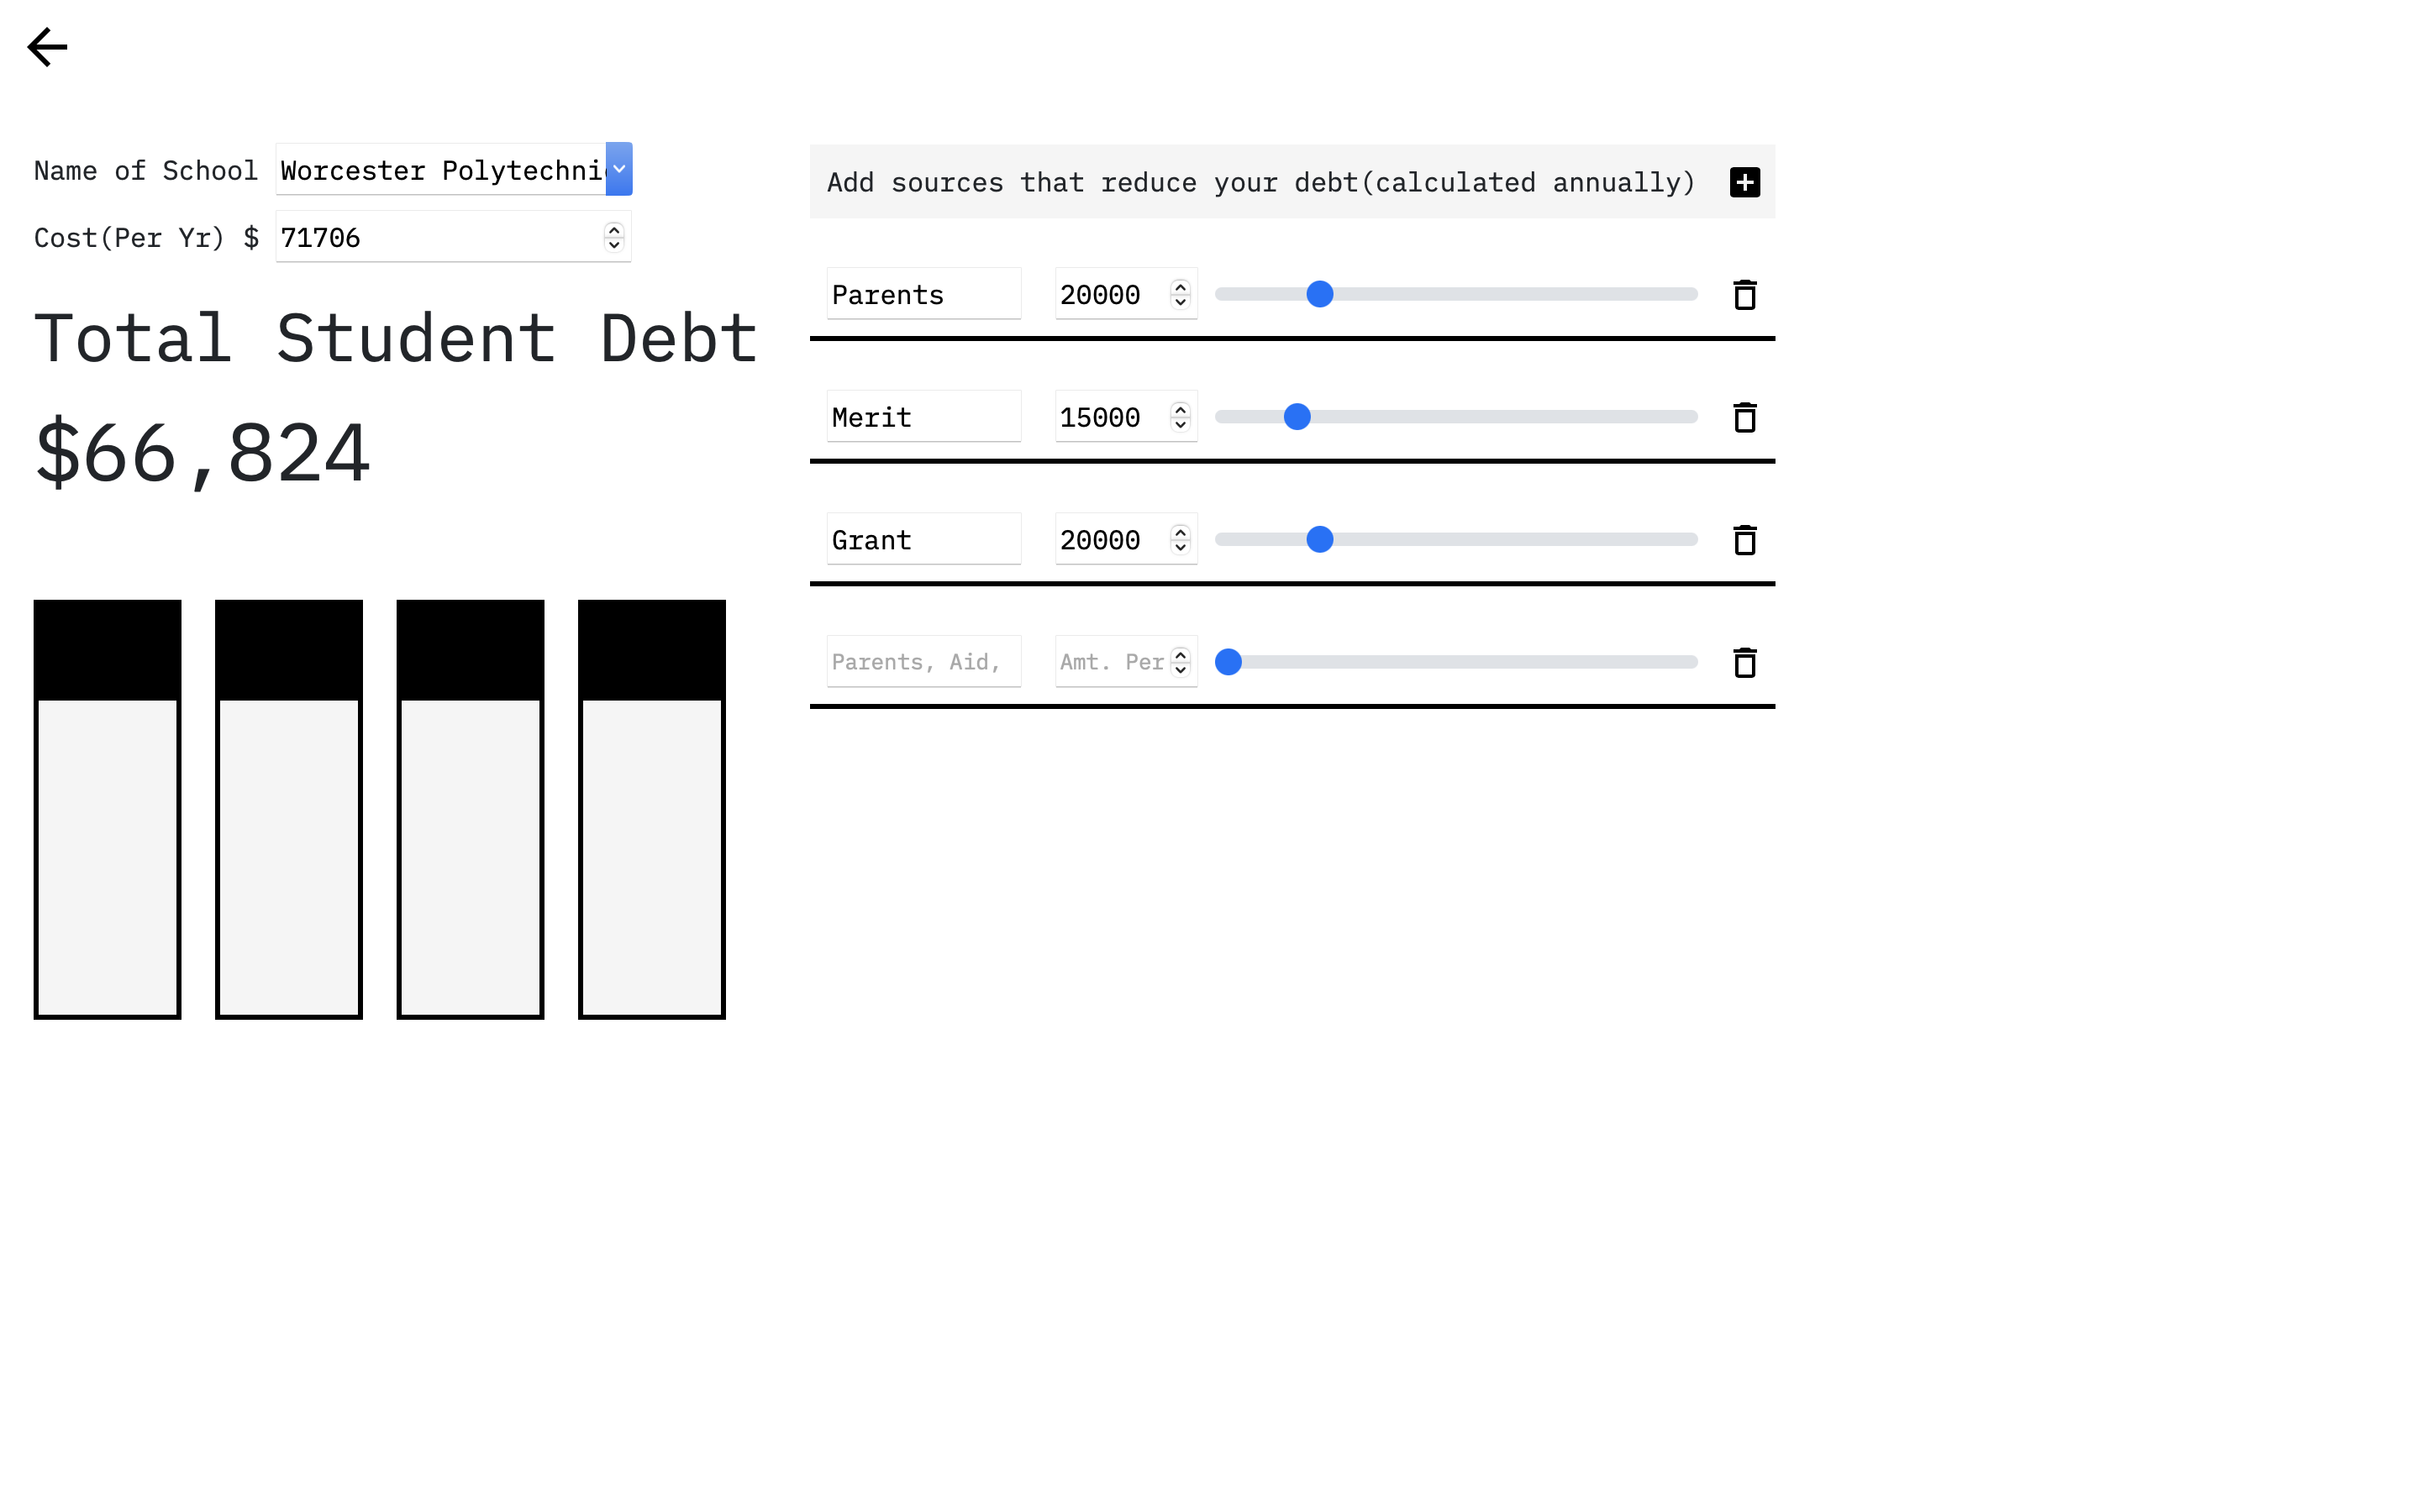 Name of School Worcester Polytechni
Cost(Per Yr) $ 71706
Total Student Debt
$66,824
Add sources that reduce your debt(calculated annually)
Parents 20000
Merit 15000
Grant 20000
Parents, Aid, Amt. Per